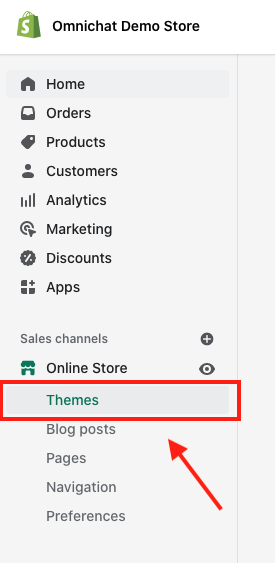 Omnichat Demo Store
Home
Orders
Products
Customers
Analytics
Marketing
Discounts
Apps
Sales channels
Online Store
Themes
Blog posts
Pages
Navigation
Preferences